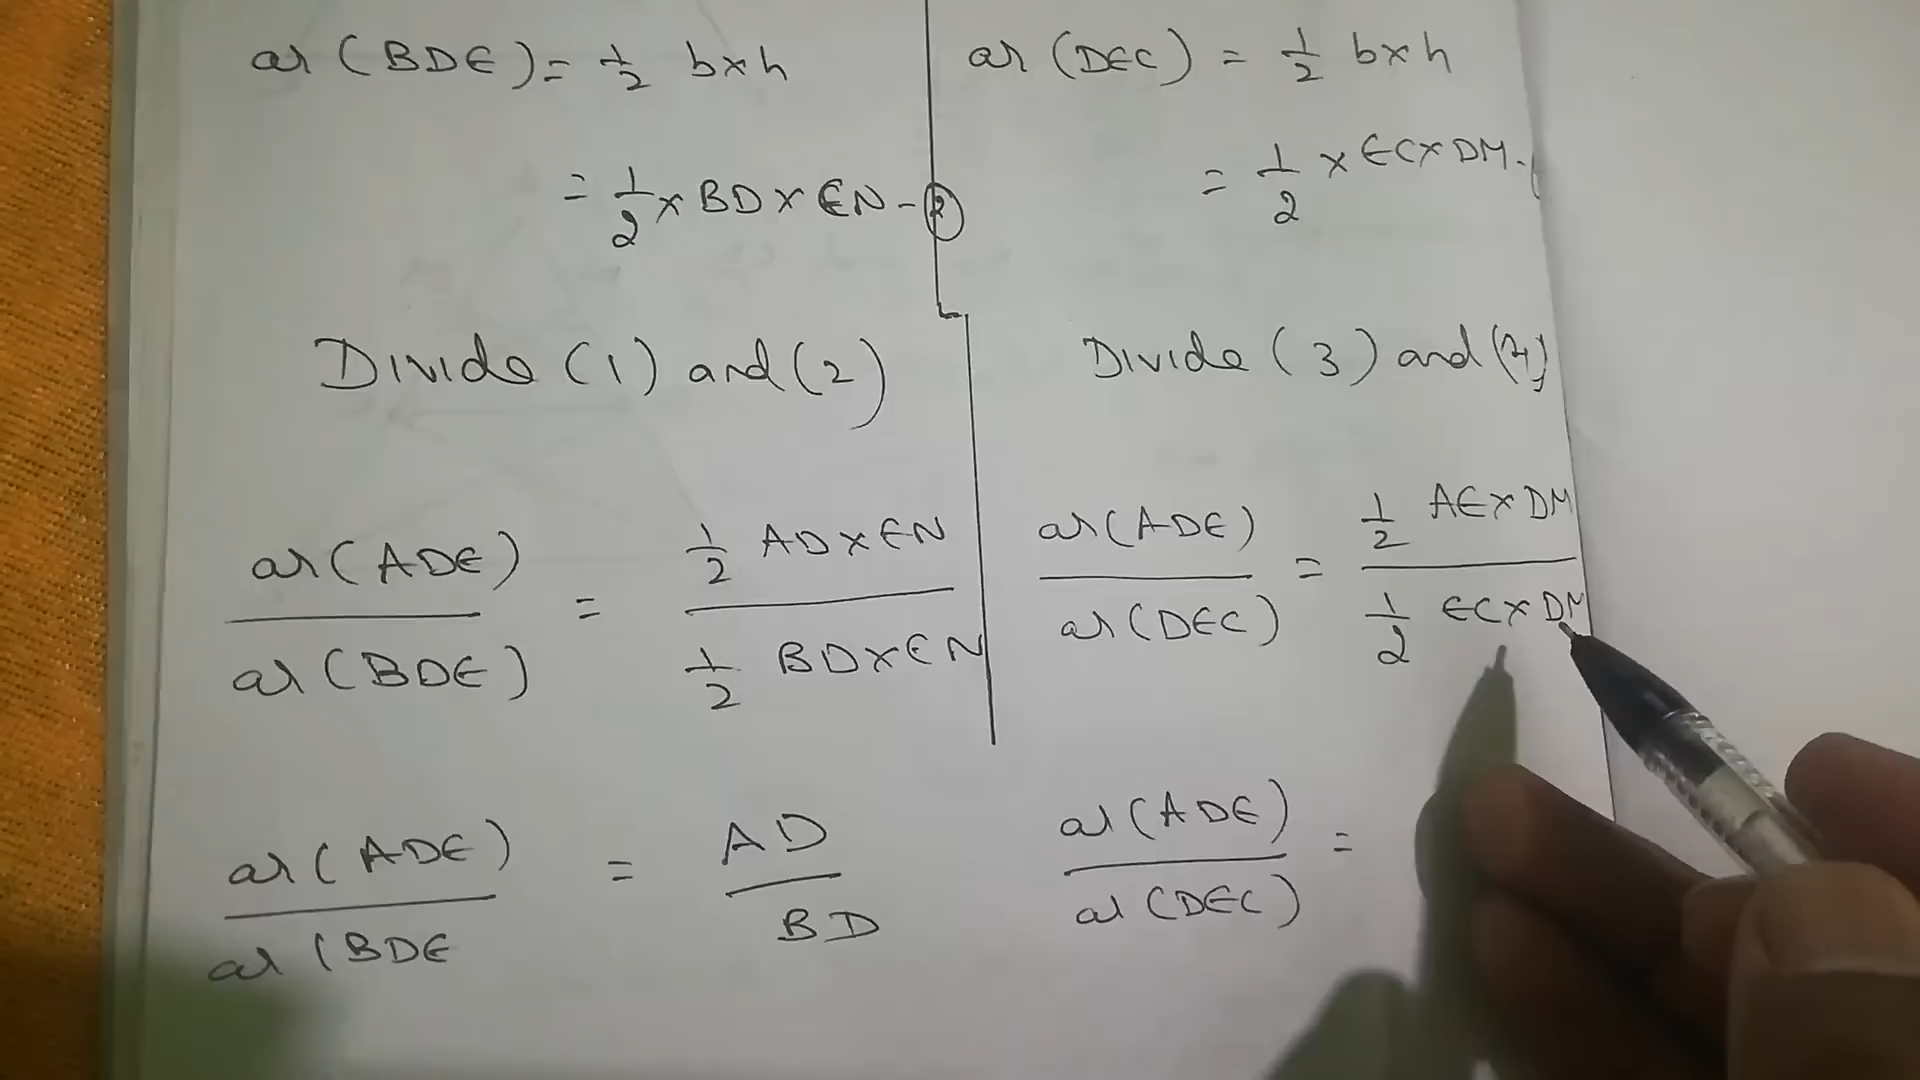 ar (BDE) = 1/2 b×h
= 1/2 × BD × EN - 2
Divide (1) and (2)
ar (ADE) / ar (BDE) = 1/2 AD×EN / 1/2 BD×EN
ar (ADE) / ar (BDE = AD / BD
ar (DEC) = 1/2 b×h
= 1/2 × EC × DM -
Divide (3) and (4)
ar (ADE) / ar (DEC) = 1/2 AE×DM / 1/2 EC×DM
ar (ADE) / ar (DEC) =